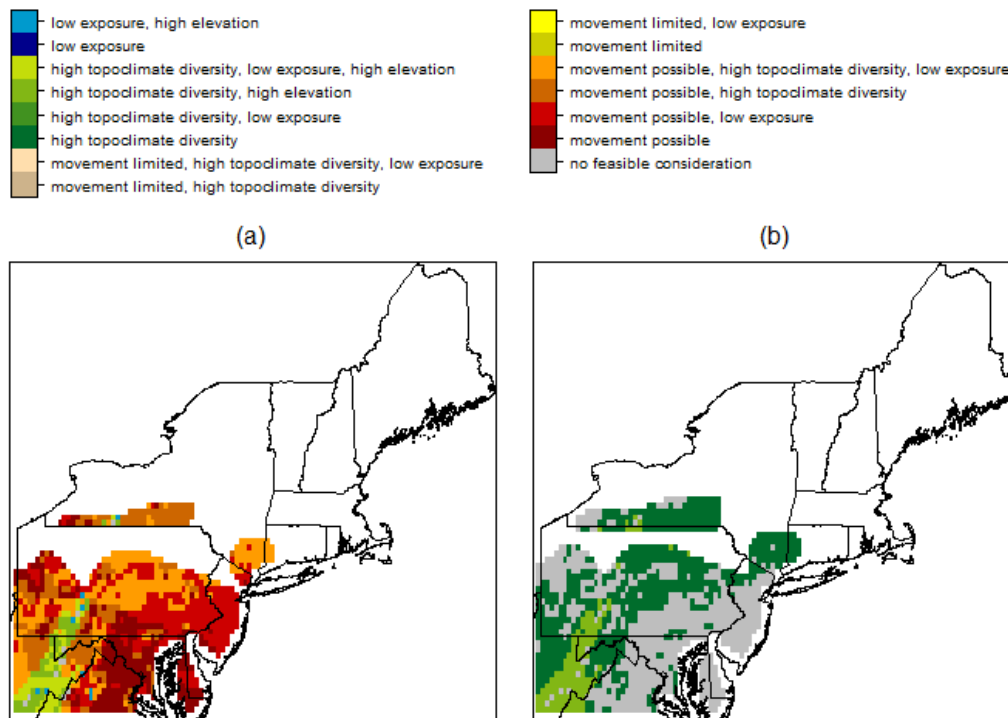 low exposure, high elevation
low exposure
high topoclimate diversity, low exposure, high elevation
high topoclimate diversity, high elevation
high topoclimate diversity, low exposure
high topoclimate diversity
movement limited, high topoclimate diversity, low exposure
movement limited, high topoclimate diversity
movement limited, low exposure
movement limited
movement possible, high topoclimate diversity, low exposure
movement possible, high topoclimate diversity
movement possible, low exposure
movement possible
no feasible consideration
(a)
(b)